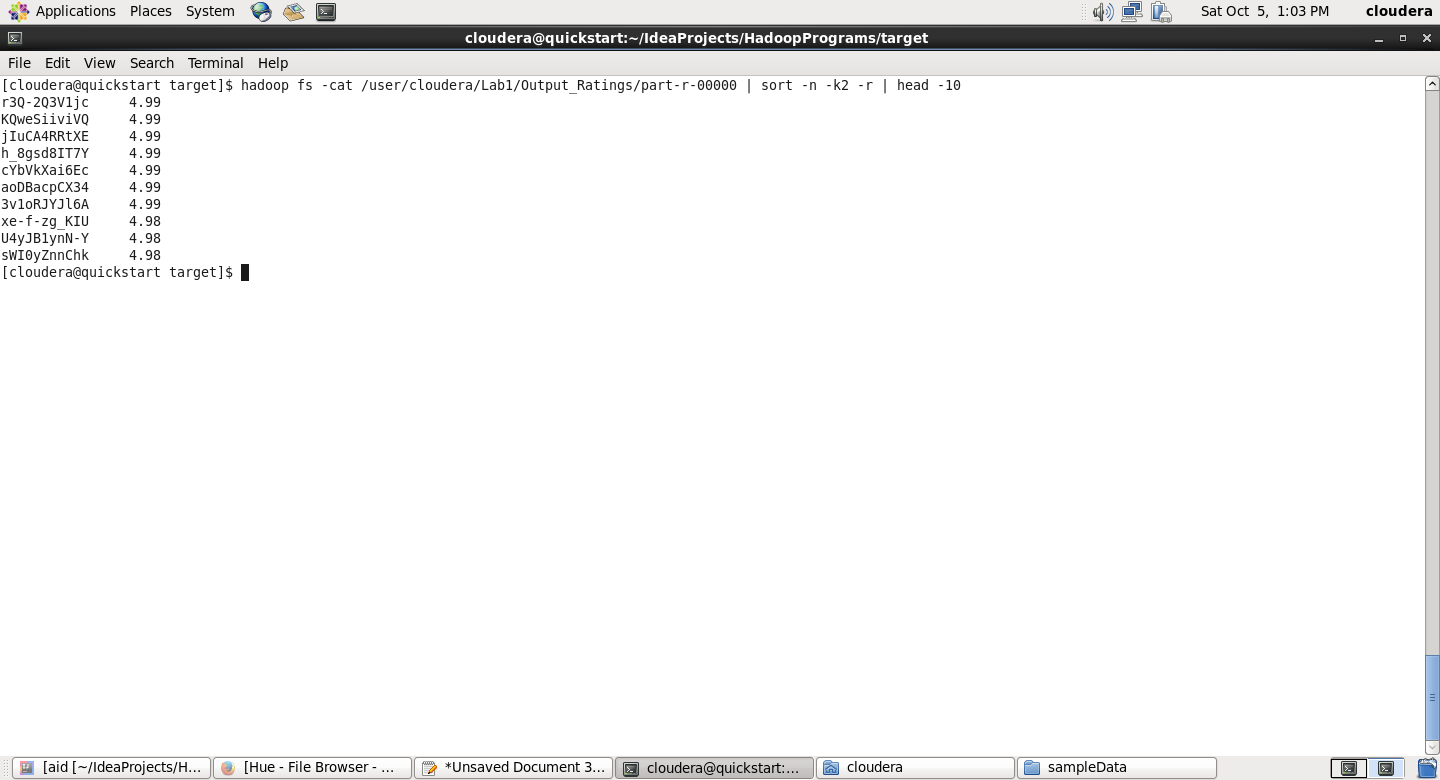 Applications Places System Sat Oct 5, 1:03 PM cloudera
cloudera@quickstart:~/IdeaProjects/HadoopPrograms/target
File Edit View Search Terminal Help
[cloudera@quickstart target]$ hadoop fs -cat /user/cloudera/Lab1/Output_Ratings/part-r-00000 | sort -n -k2 -r | head -10
r3Q-2Q3V1jc 4.99
KQweSiiviVQ 4.99
jIuCA4RRtXE 4.99
h_8gsd8IT7Y 4.99
cYbVkXai6Ec 4.99
aoDBacpCX34 4.99
3v1oRJYJl6A 4.99
xe-f-zg_KIU 4.98
U4yJB1ynN-Y 4.98
sWI0yZnnChk 4.98
[cloudera@quickstart target]$
[aid [~/IdeaProjects/H... [Hue - File Browser - ... *Unsaved Document 3... cloudera@quickstart:... cloudera sampleData